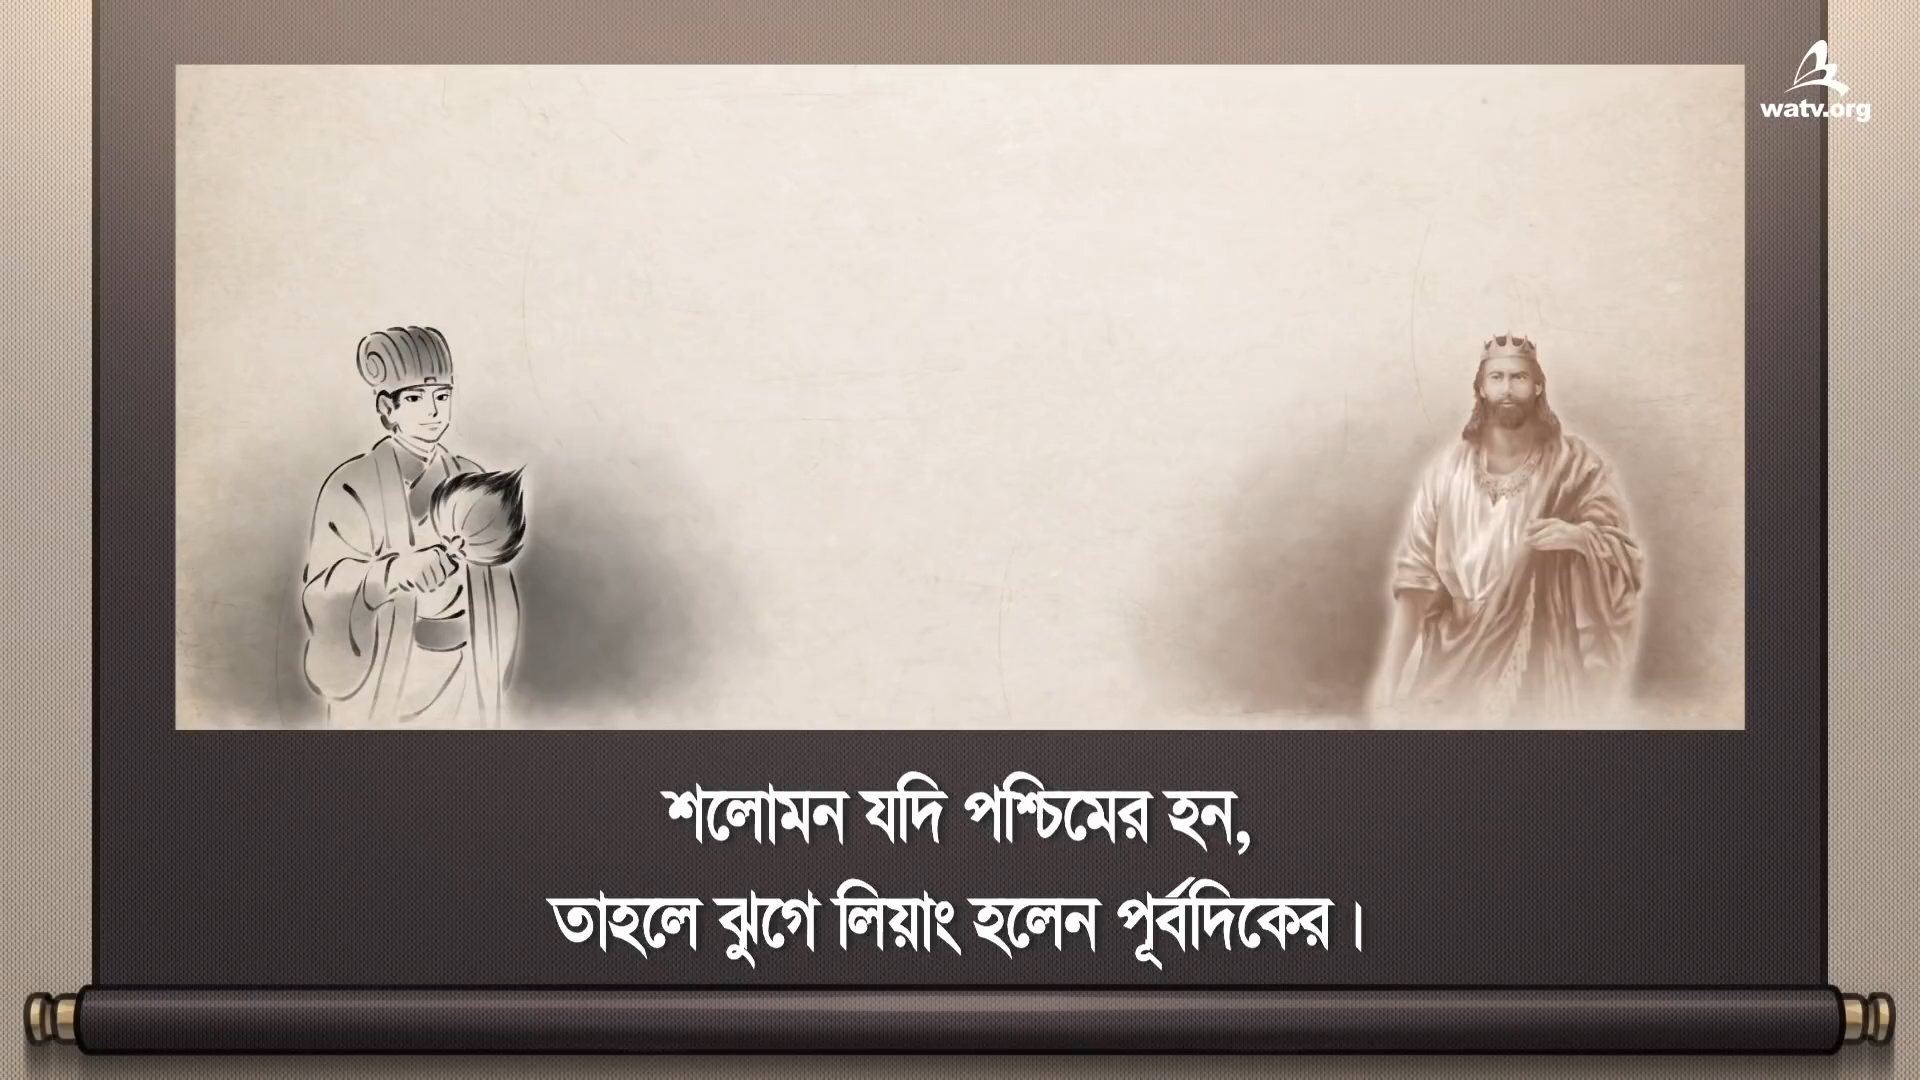 watv.org
শলোমন যদি পশ্চিমের হন,
তাহলে ঝুগে লিয়াং হলেন পূর্বদিকের।